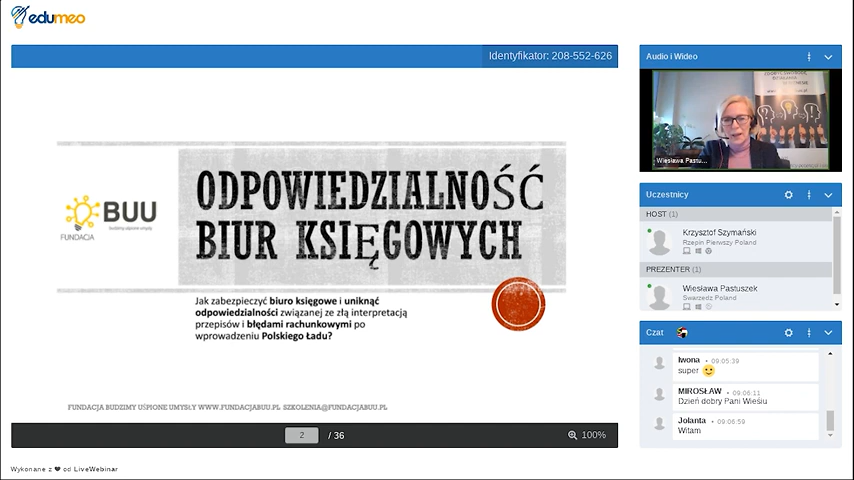 edumeo
Identyfikator: 208-552-626
BUU
budzimy uśpione umysły
FUNDACJA
ODPOWIEDZIALNOŚĆ
BIUR KSIĘGOWYCH
Jak zabezpieczyć biuro księgowe i uniknąć
odpowiedzialności związanej ze złą interpretacją
przepisów i błędami rachunkowymi po
wprowadzeniu Polskiego Ładu?
FUNDACJA BUDZIMY UŚPIONE UMYSŁY WWW.FUNDACJABUU.PL SZKOLENIA@FUNDACJABUU.PL
2 / 36
100%
Wykonane z ❤ od LiveWebinar
Audio i Wideo
Wiesława Pastu...
Uczestnicy
HOST (1)
Krzysztof Szymański
Rzepin Pierwszy Poland
PREZENTER (1)
Wiesława Pastuszek
Swarzedz Poland
Czat
Iwona • 09:05:39
super 🙂
MIROSŁAW • 09:06:11
Dzień dobry Pani Wiesiu
Jolanta • 09:06:59
Witam